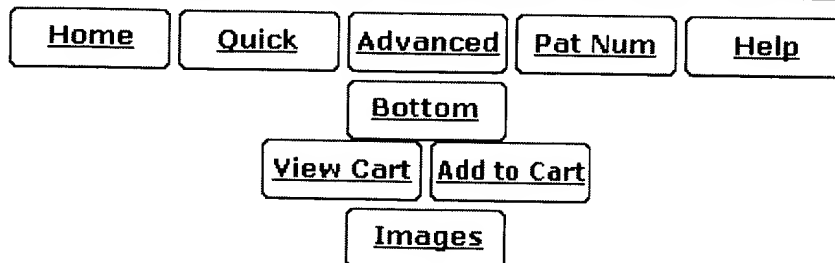 Home Quick Advanced Pat Num Help
Bottom
View Cart Add to Cart
Images